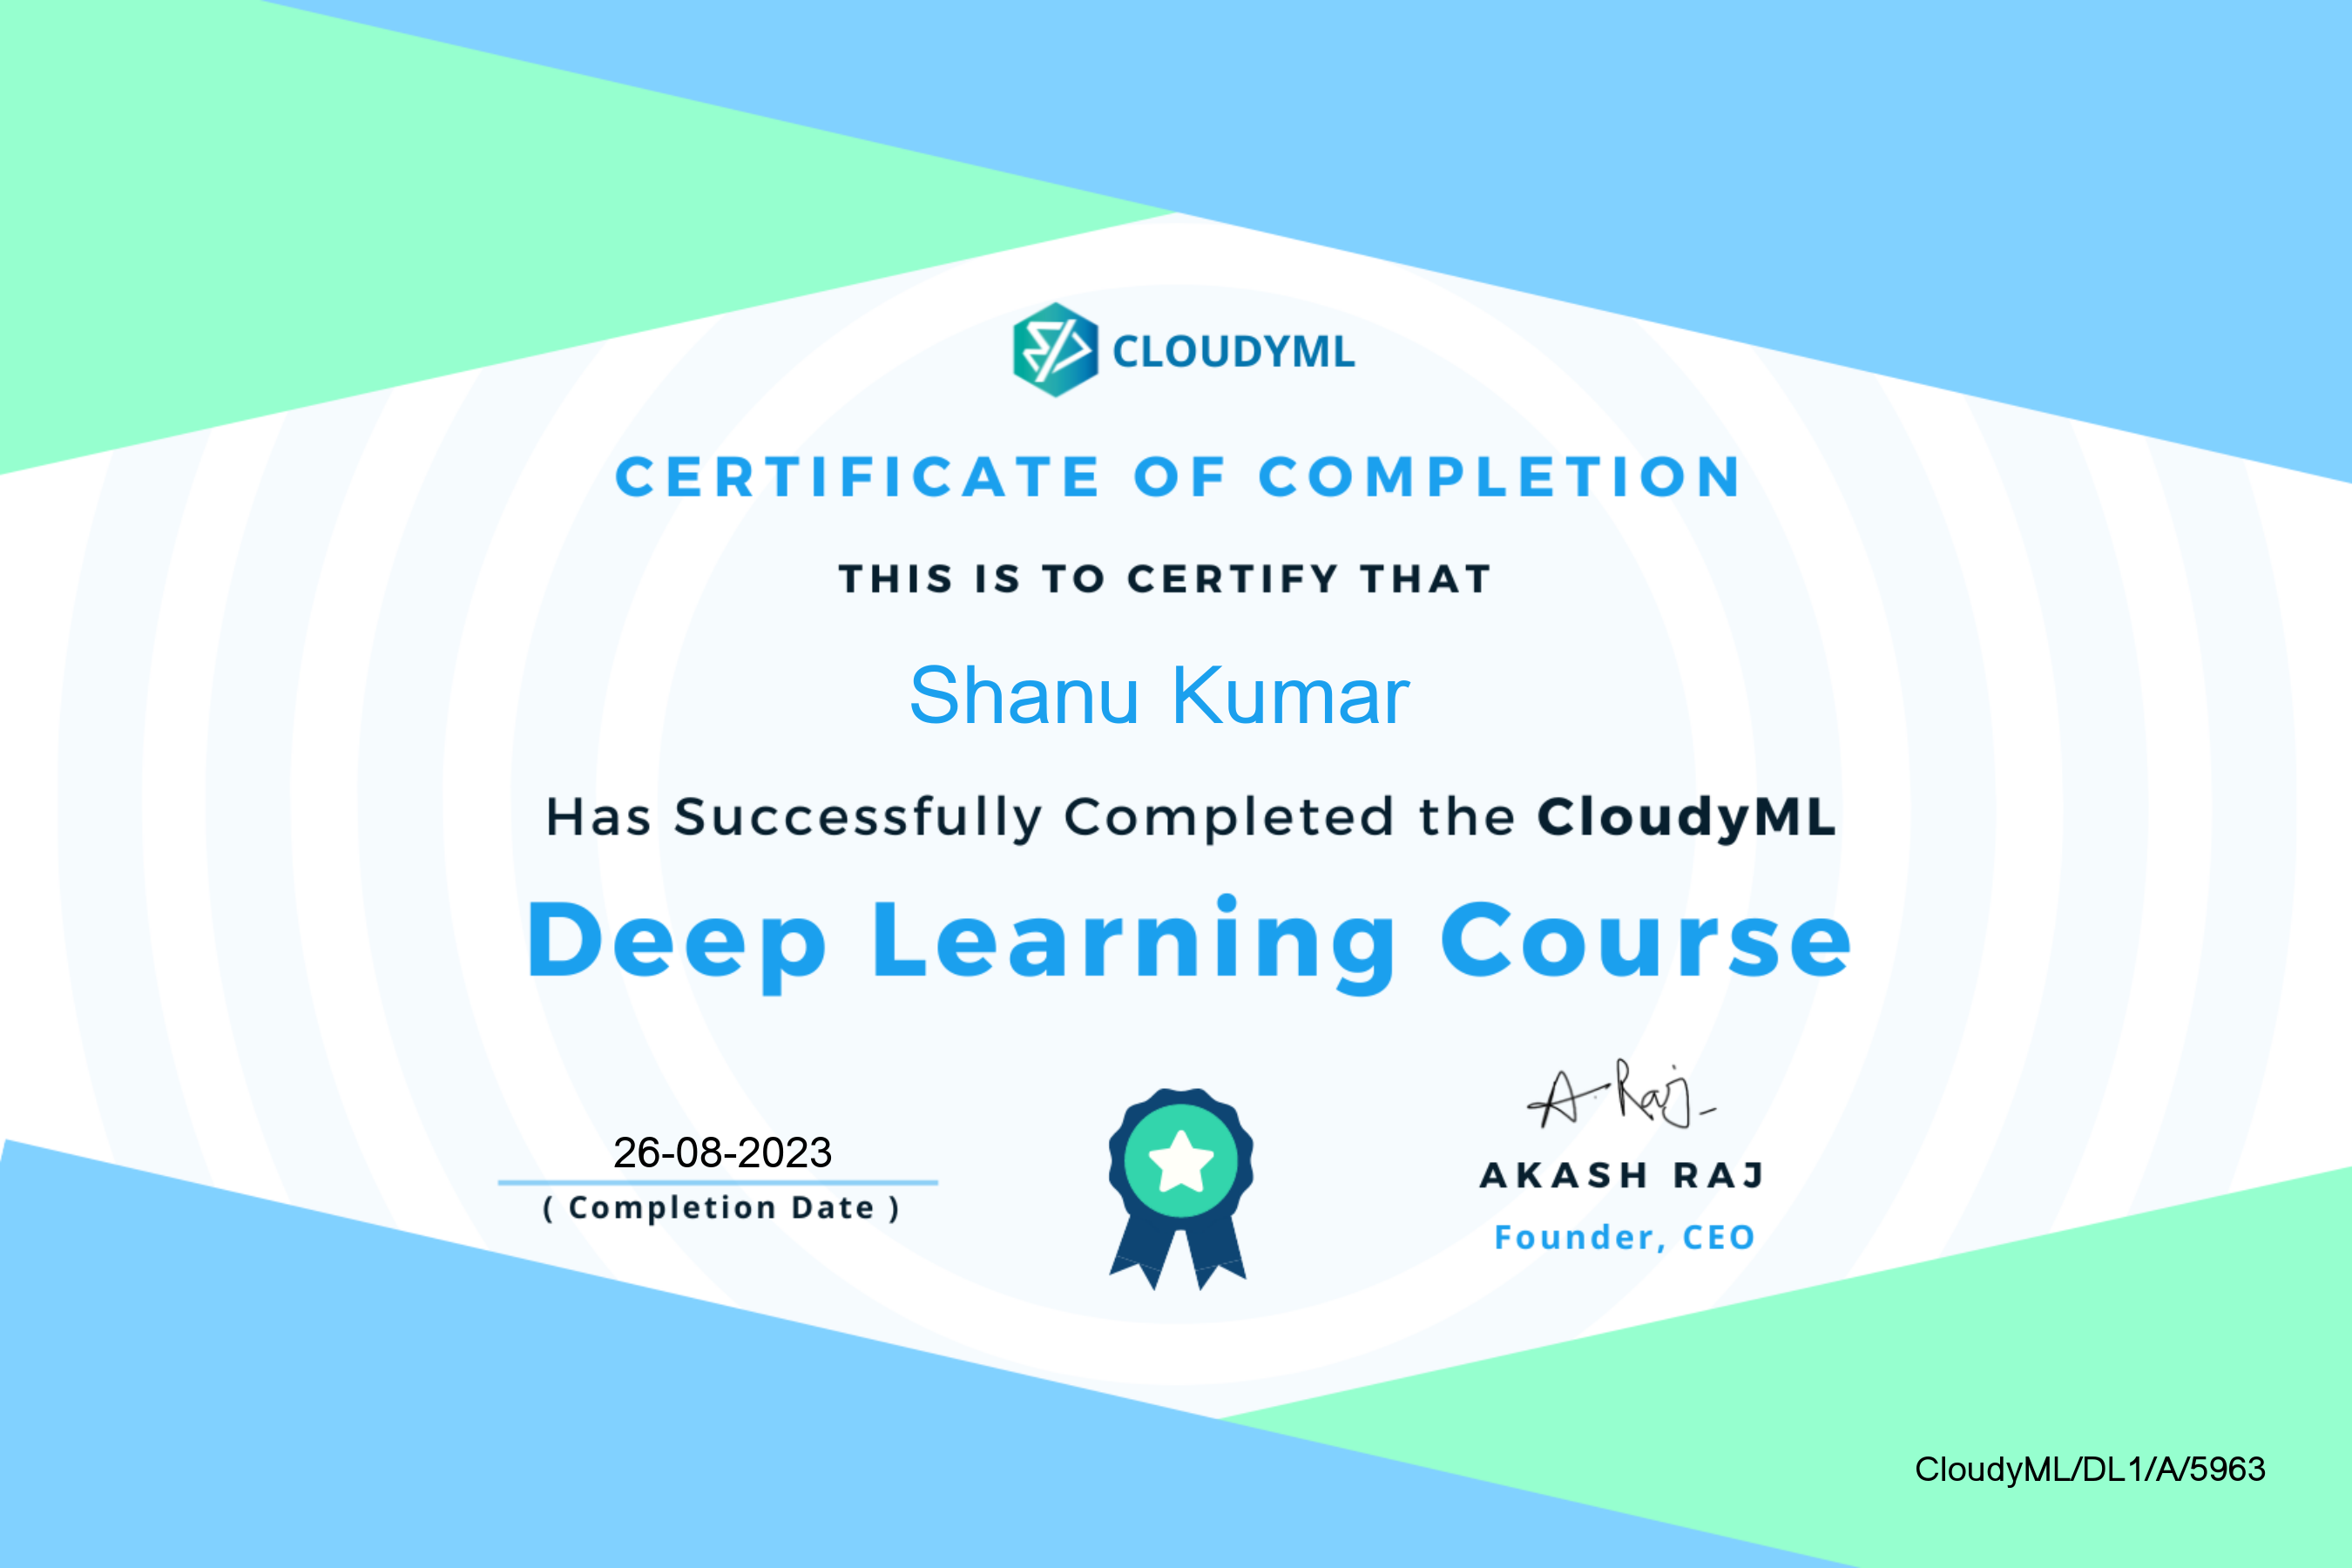 CLOUDYML
CERTIFICATE OF COMPLETION
THIS IS TO CERTIFY THAT
Shanu Kumar
Has Successfully Completed the CloudyML
Deep Learning Course
A. Raj
26-08-2023
( Completion Date )
AKASH RAJ
Founder, CEO
CloudyML/DL1/A/5963